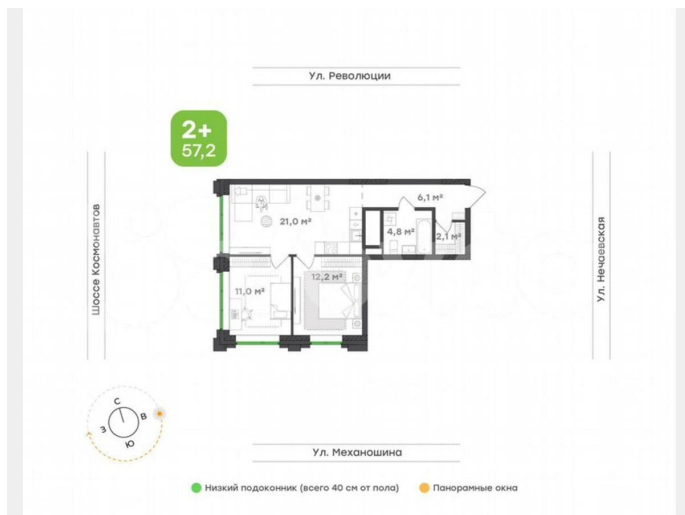 Ул. Революции
2+
57,2
6,1 м²
21,0 м²
4,8 м²
2,1 м²
Шоссе Космонавтов
Ул. Нечаевская
11,0 м²
12,2 м²
С
В
З
Ю
Ул. Механошина
Низкий подоконник (всего 40 см от пола)
Панорамные окна